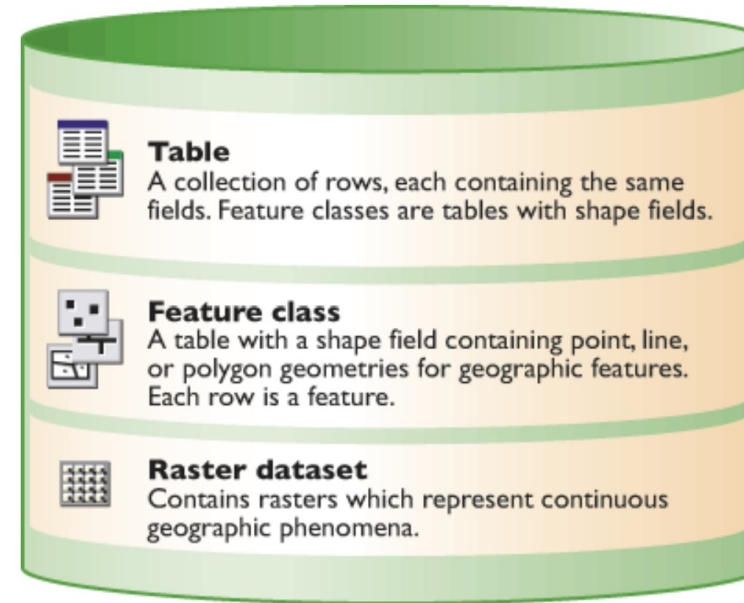 Table
A collection of rows, each containing the same
fields. Feature classes are tables with shape fields.
Feature class
A table with a shape field containing point, line,
or polygon geometries for geographic features.
Each row is a feature.
Raster dataset
Contains rasters which represent continuous
geographic phenomena.